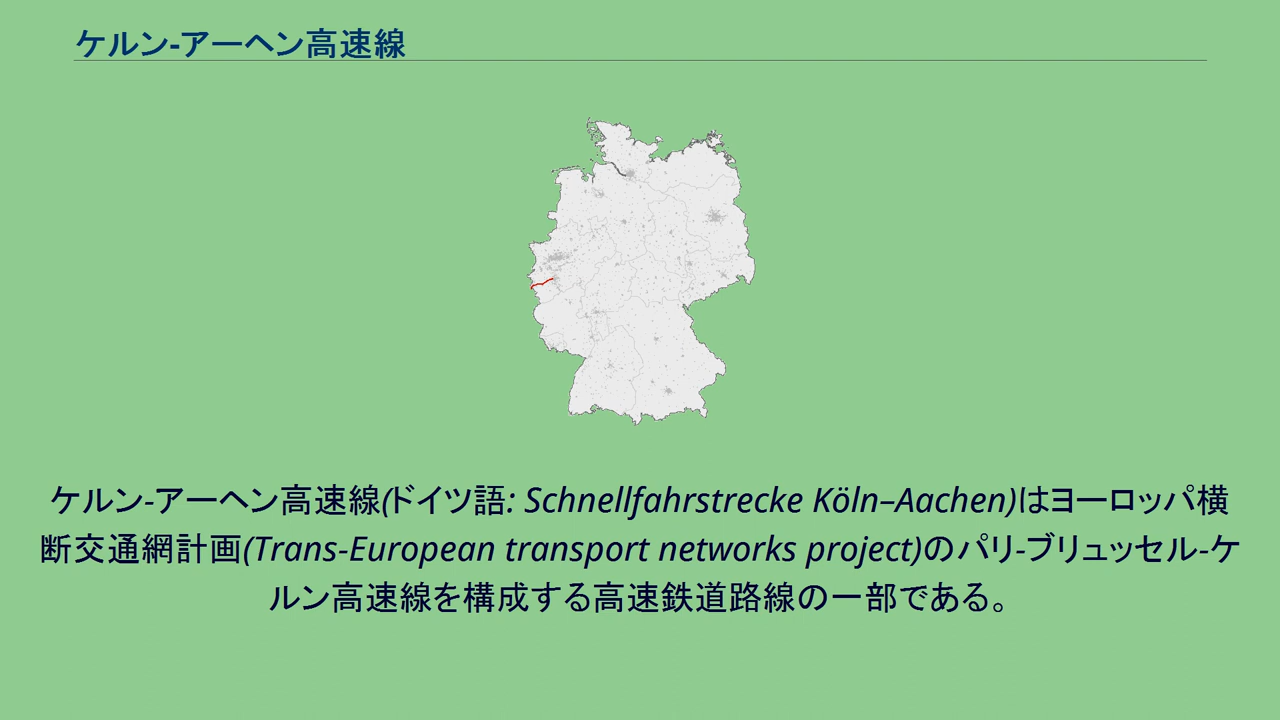 ケルン-アーヘン高速線
ケルン-アーヘン高速線(ドイツ語: Schnellfahrstrecke Köln–Aachen)はヨーロッパ横
断交通網計画(Trans-European transport networks project)のパリ-ブリュッセル-ケ
ルン高速線を構成する高速鉄道路線の一部である。